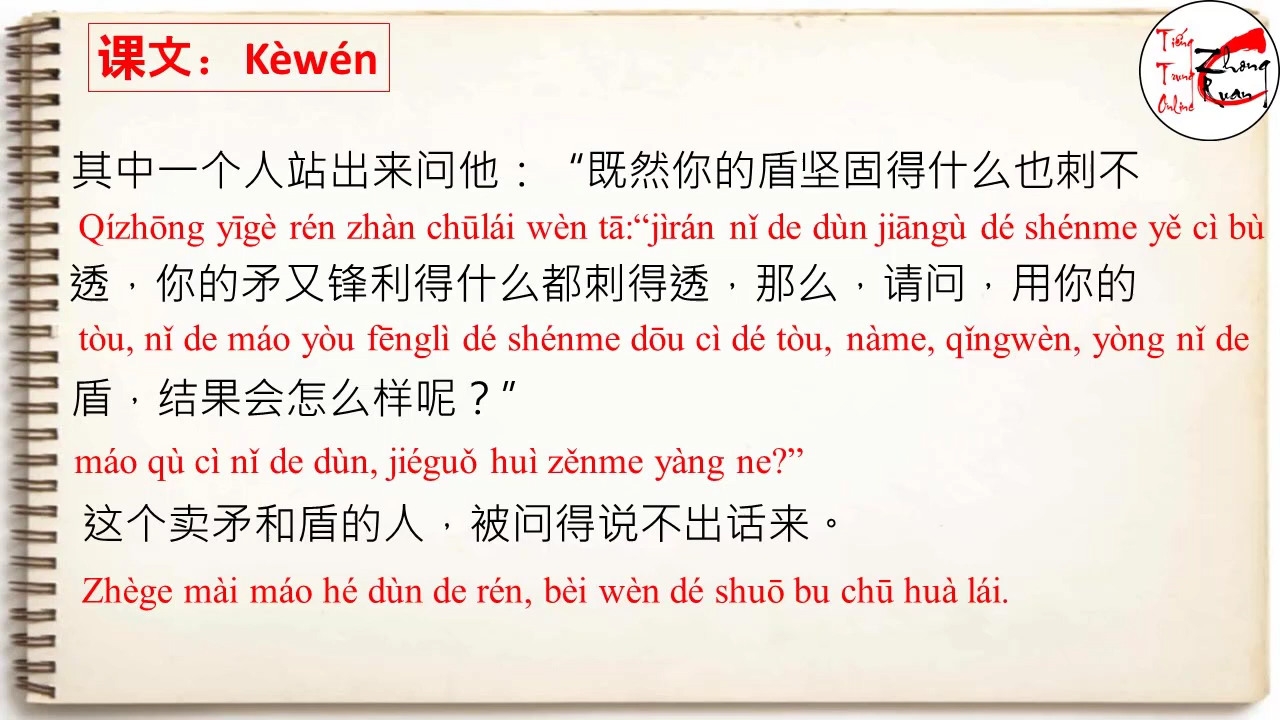 课文：Kèwén
Tiếng
Trung
Online
Zhong
Ruan
其中一个人站出来问他：“既然你的盾坚固得什么也刺不
Qízhōng yīgè rén zhàn chūlái wèn tā:“jìrán nǐ de dùn jiāngù dé shénme yě cì bù
透，你的矛又锋利得什么都刺得透，那么，请问，用你的
tòu, nǐ de máo yòu fēnglì dé shénme dōu cì dé tòu, nàme, qǐngwèn, yòng nǐ de
盾，结果会怎么样呢？”
máo qù cì nǐ de dùn, jiéguǒ huì zěnme yàng ne?”
这个卖矛和盾的人，被问得说不出话来。
Zhège mài máo hé dùn de rén, bèi wèn dé shuō bu chū huà lái.